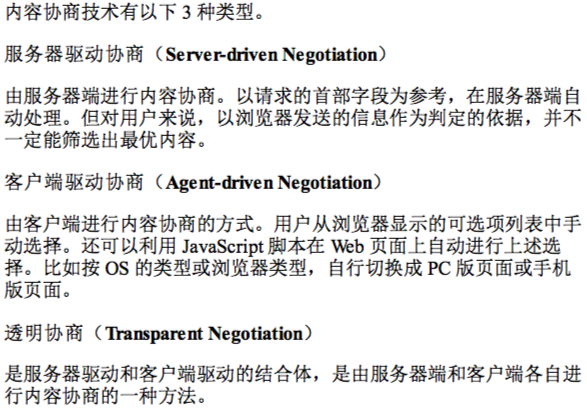 内容协商技术有以下 3 种类型。
服务器驱动协商（Server-driven Negotiation）
由服务器端进行内容协商。以请求的首部字段为参考，在服务器端自
动处理。但对用户来说，以浏览器发送的信息作为判定的依据，并不
一定能筛选出最优内容。
客户端驱动协商（Agent-driven Negotiation）
由客户端进行内容协商的方式。用户从浏览器显示的可选项列表中手
动选择。还可以利用 JavaScript 脚本在 Web 页面上自动进行上述选
择。比如按 OS 的类型或浏览器类型，自行切换成 PC 版页面或手机
版页面。
透明协商（Transparent Negotiation）
是服务器驱动和客户端驱动的结合体，是由服务器端和客户端各自进
行内容协商的一种方法。